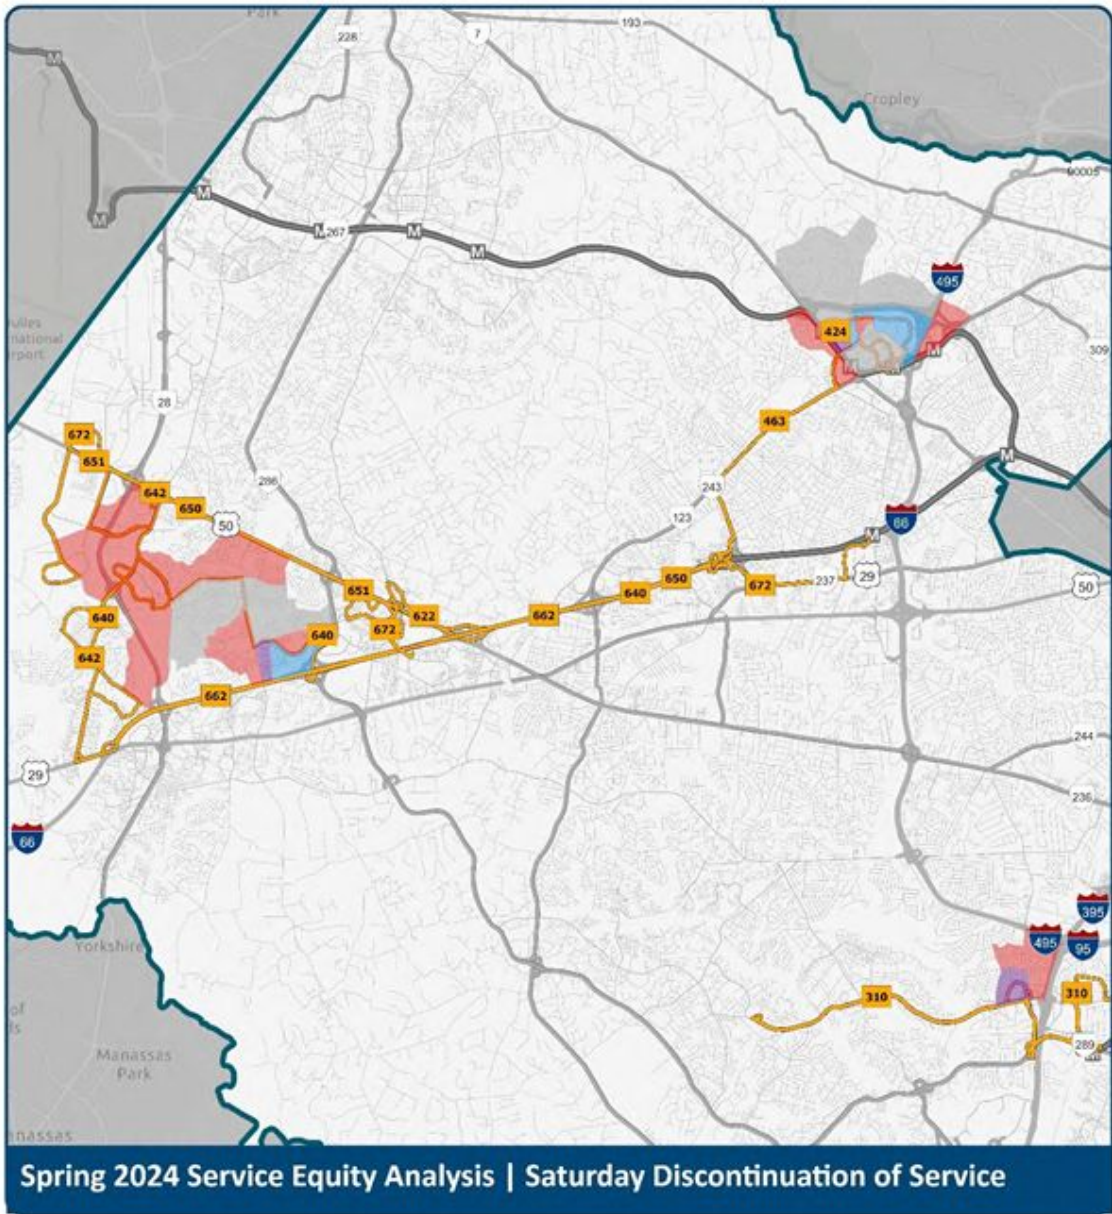 Park
193
228
7
Cropley
90005
M
M
M
M
267
M
M
495
424
309
M
M
M
28
463
M
672
651
642
650
50
286
243
123
66
M
651
622
672
640
650
672
237
29
50
640
662
640
642
662
29
244
236
66
395
495
95
Yorkshire
310
310
289
Manassas
Park
Spring 2024 Service Equity Analysis | Saturday Discontinuation of Service